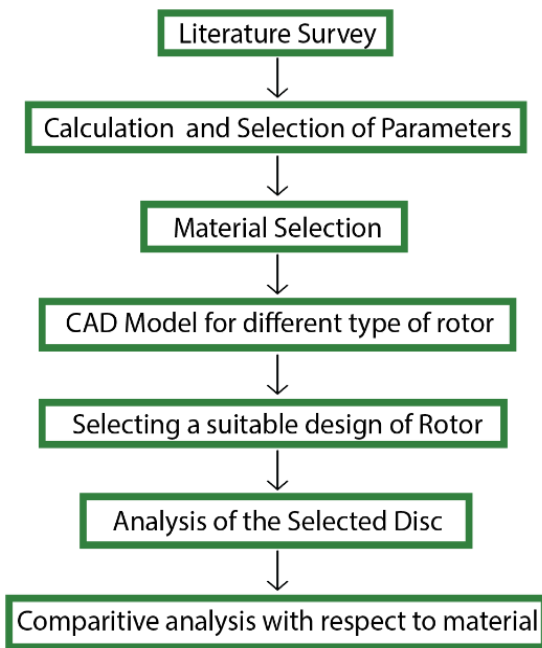 Literature Survey
Calculation and Selection of Parameters
Material Selection
CAD Model for different type of rotor
Selecting a suitable design of Rotor
Analysis of the Selected Disc
Comparitive analysis with respect to material